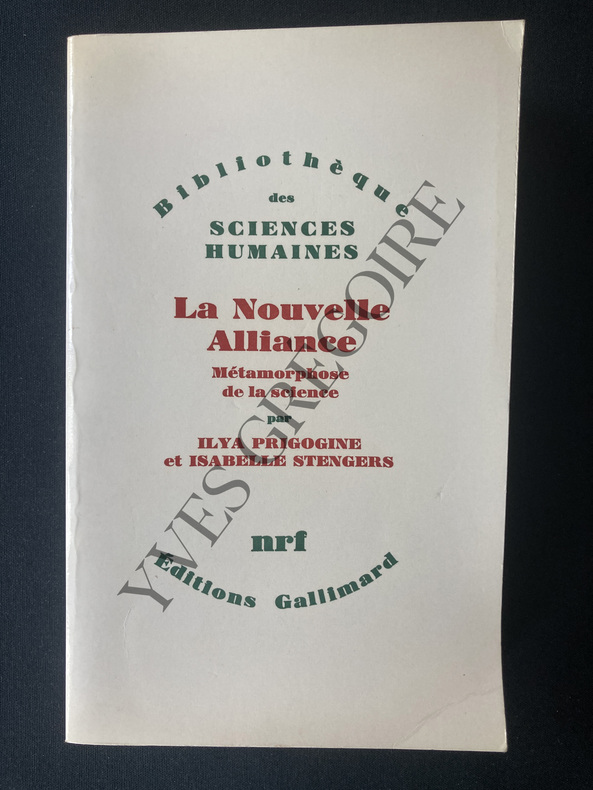 Bibliothèque
des
SCIENCES
HUMAINES
La Nouvelle
Alliance
Métamorphose
de la science
par
ILYA PRIGOGINE
et ISABELLE STENGERS
nrf
Éditions Gallimard
YVES GREGOIRE